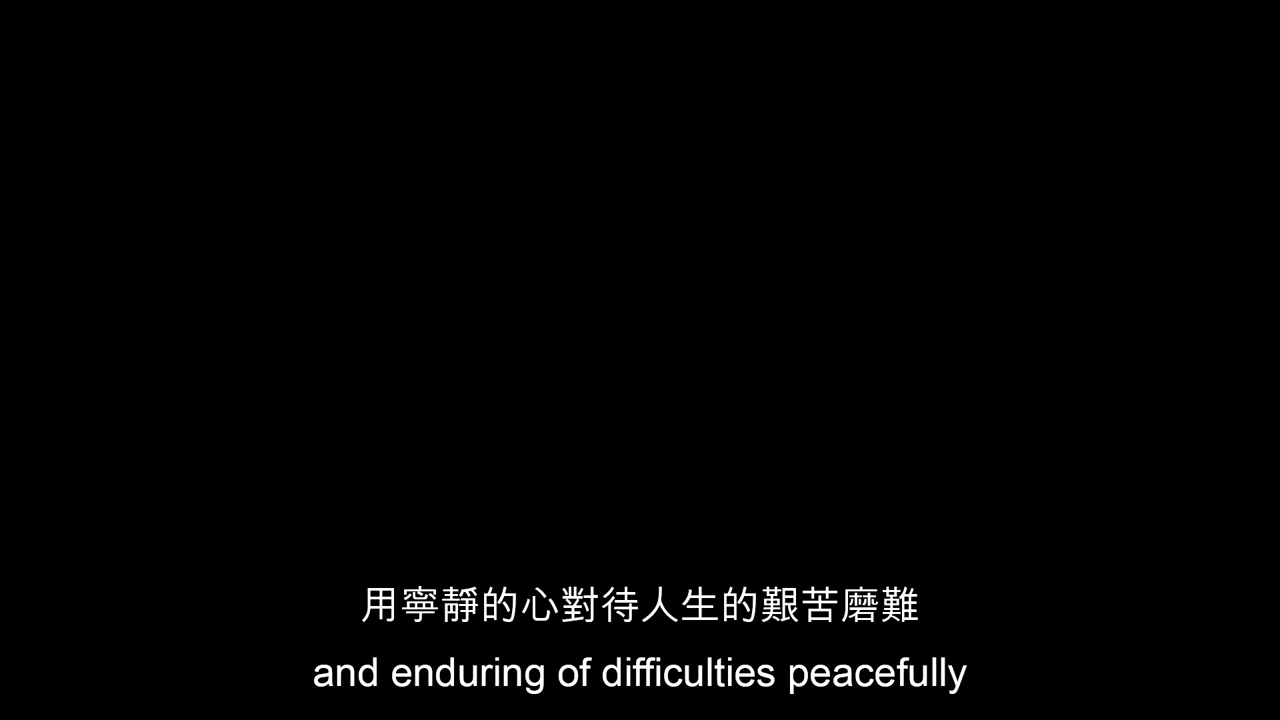 用寧靜的心對待人生的艱苦磨難
and enduring of difficulties peacefully